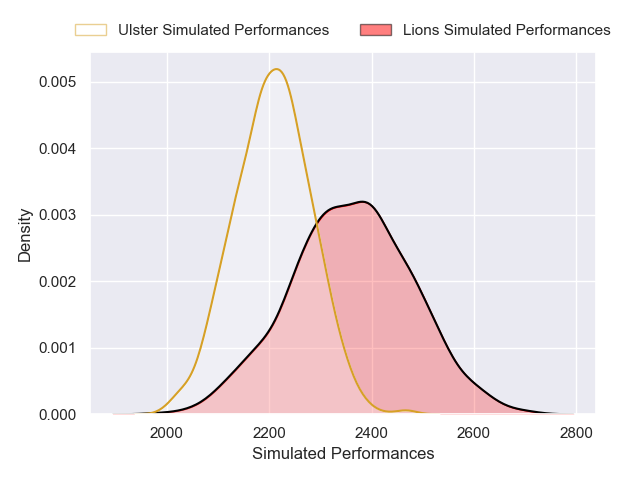 Ulster Simulated Performances Lions Simulated Performances
0.005
0.004
0.003
0.002
0.001
0.000
Density
2000 2200 2400 2600 2800
Simulated Performances